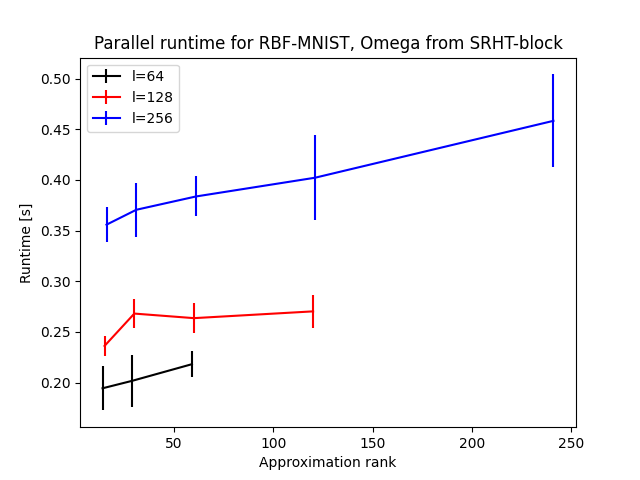 Parallel runtime for RBF-MNIST, Omega from SRHT-block
l=64
l=128
l=256
Runtime [s]
0.50
0.45
0.40
0.35
0.30
0.25
0.20
50 100 150 200 250
Approximation rank